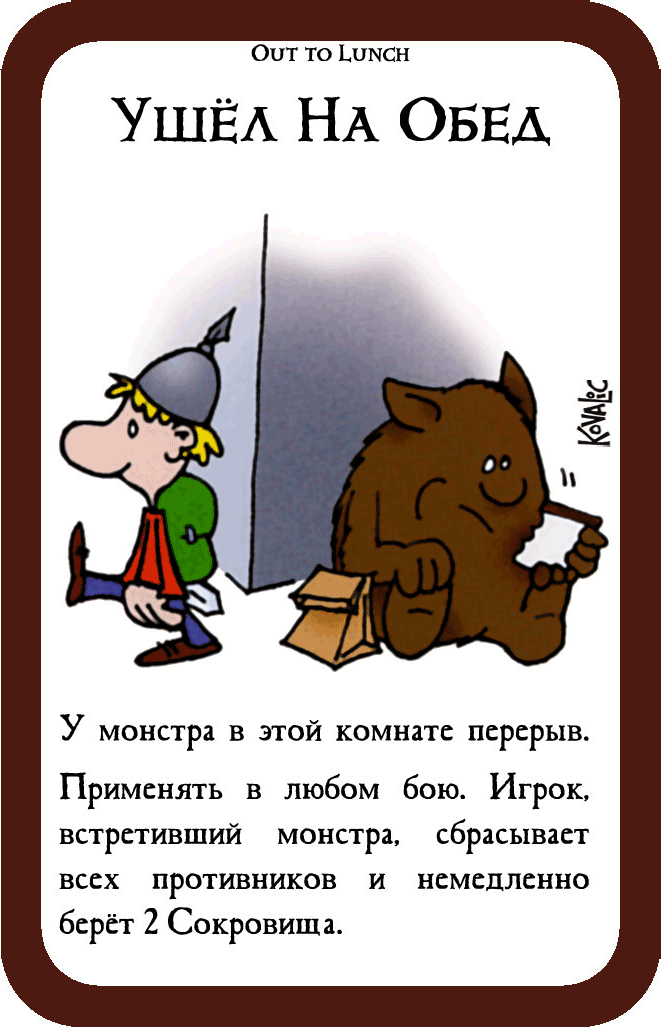 Out to Lunch
Ушёл На Обед
Kovalic
У монстра в этой комнате перерыв.
Применять в любом бою. Игрок,
встретивший монстра, сбрасывает
всех противников и немедленно
берёт 2 Сокровища.